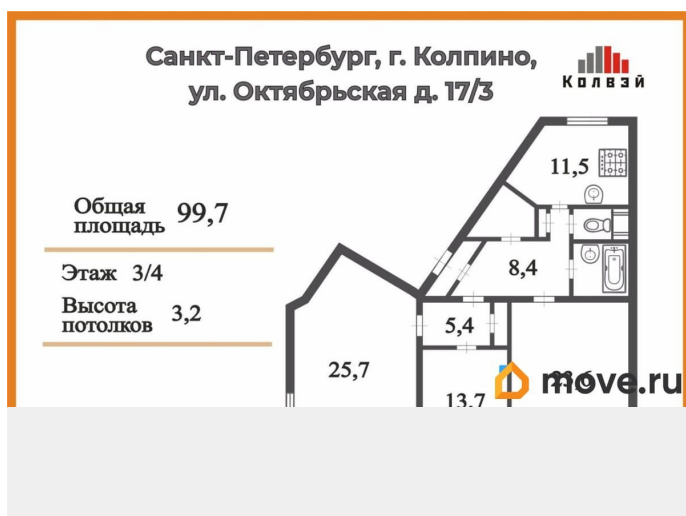 Санкт-Петербург, г. Колпино,
ул. Октябрьская д. 17/3
Колвэй
Общая
площадь 99,7
Этаж 3/4
Высота
потолков 3,2
11,5
8,4
5,4
25,7
13,7
move.ru